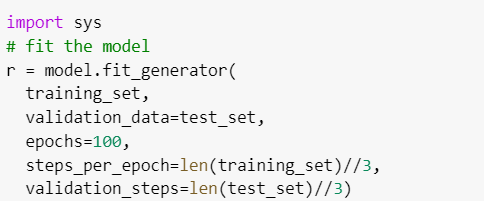 import sys
# fit the model
r = model.fit_generator(
  training_set,
  validation_data=test_set,
  epochs=100,
  steps_per_epoch=len(training_set)//3,
  validation_steps=len(test_set)//3)